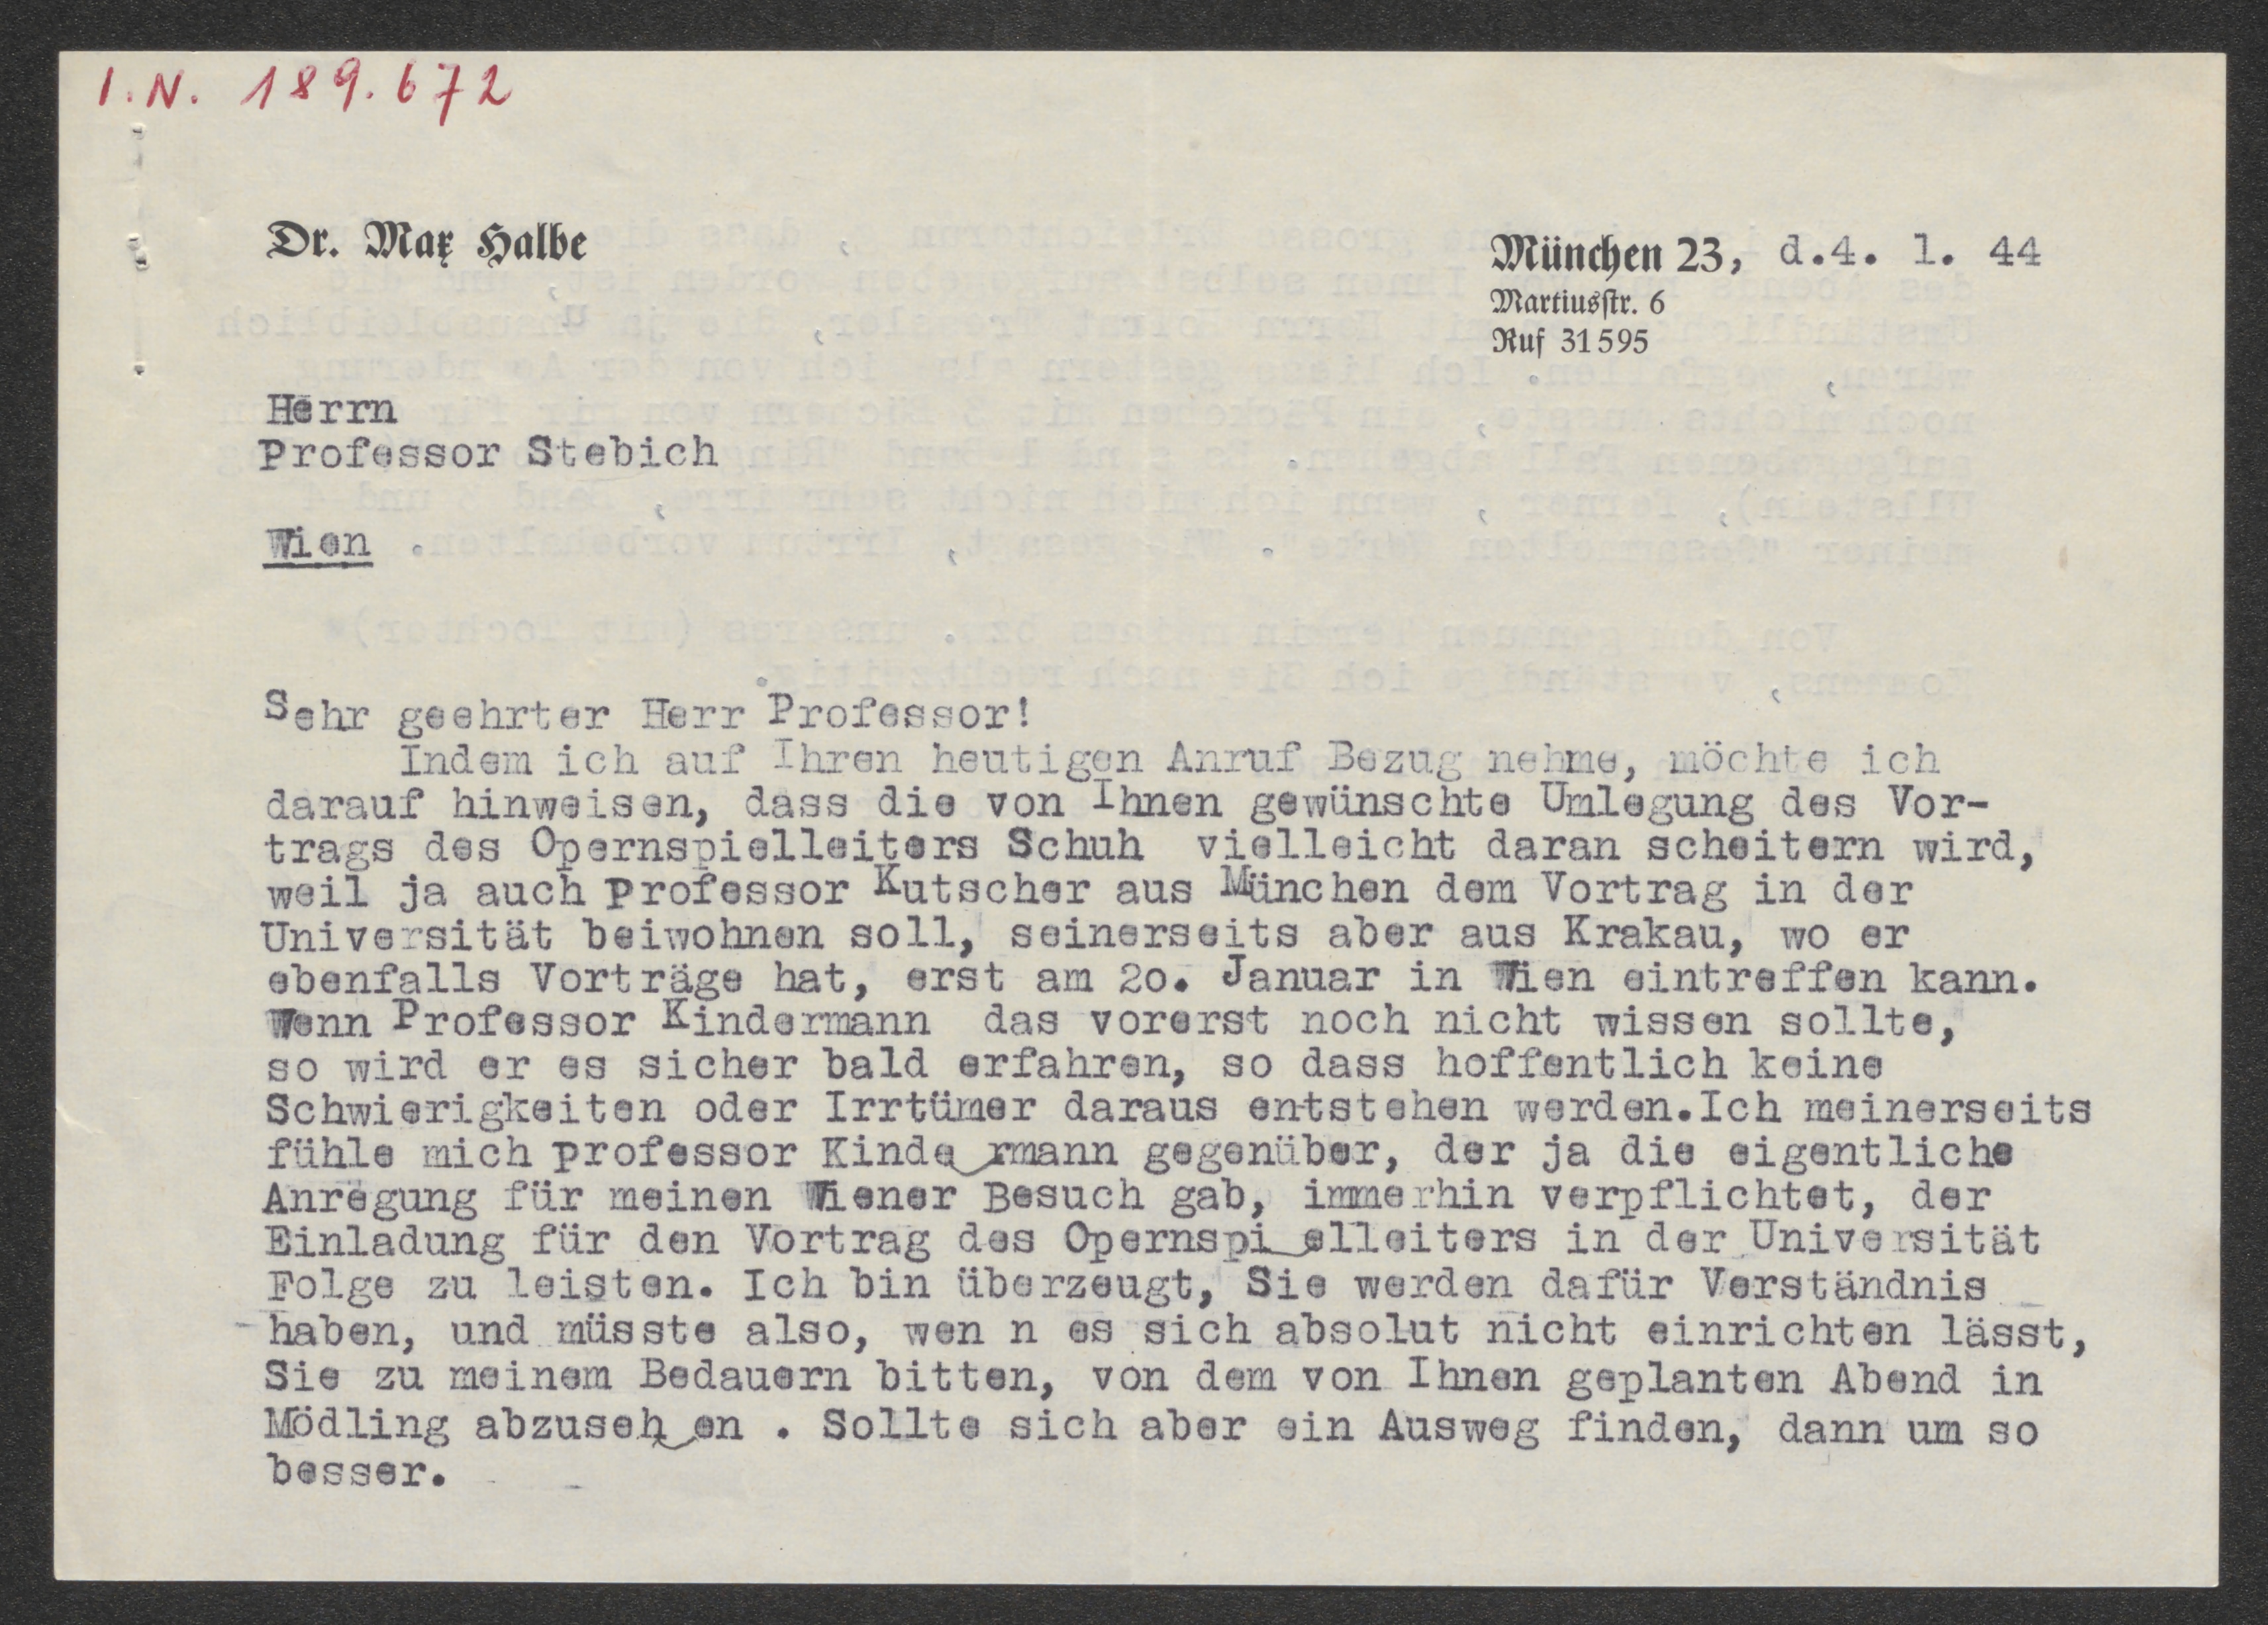 I.N. 189.672
Dr. Max Halbe
München 23, d.4. 1. 44
Martiusstr. 6
Ruf 31595
Herrn
Professor Stebich
Wien
Sehr geehrter Herr Professor!
Indem ich auf Ihren heutigen Anruf Bezug nehme, möchte ich
darauf hinweisen, dass die von Ihnen gewünschte Umlegung des Vor-
trags des Opernspielleiters Schuh vielleicht daran scheitern wird,
weil ja auch Professor Kutscher aus München dem Vortrag in der
Universität beiwohnen soll, seinerseits aber aus Krakau, wo er
ebenfalls Vorträge hat, erst am 20. Januar in Wien eintreffen kann.
Wenn Professor Kindermann das vorerst noch nicht wissen sollte,
so wird er es sicher bald erfahren, so dass hoffentlich keine
Schwierigkeiten oder Irrtümer daraus entstehen werden.Ich meinerseits
fühle mich Professor Kinde rmann gegenüber, der ja die eigentliche
Anregung für meinen Wiener Besuch gab, immerhin verpflichtet, der
Einladung für den Vortrag des Opernspi elleiters in der Universität
Folge zu leisten. Ich bin überzeugt, Sie werden dafür Verständnis
haben, und müsste also, wen n es sich absolut nicht einrichten lässt,
Sie zu meinem Bedauern bitten, von dem von Ihnen geplanten Abend in
Mödling abzuseh en . Sollte sich aber ein Ausweg finden, dann um so
besser.